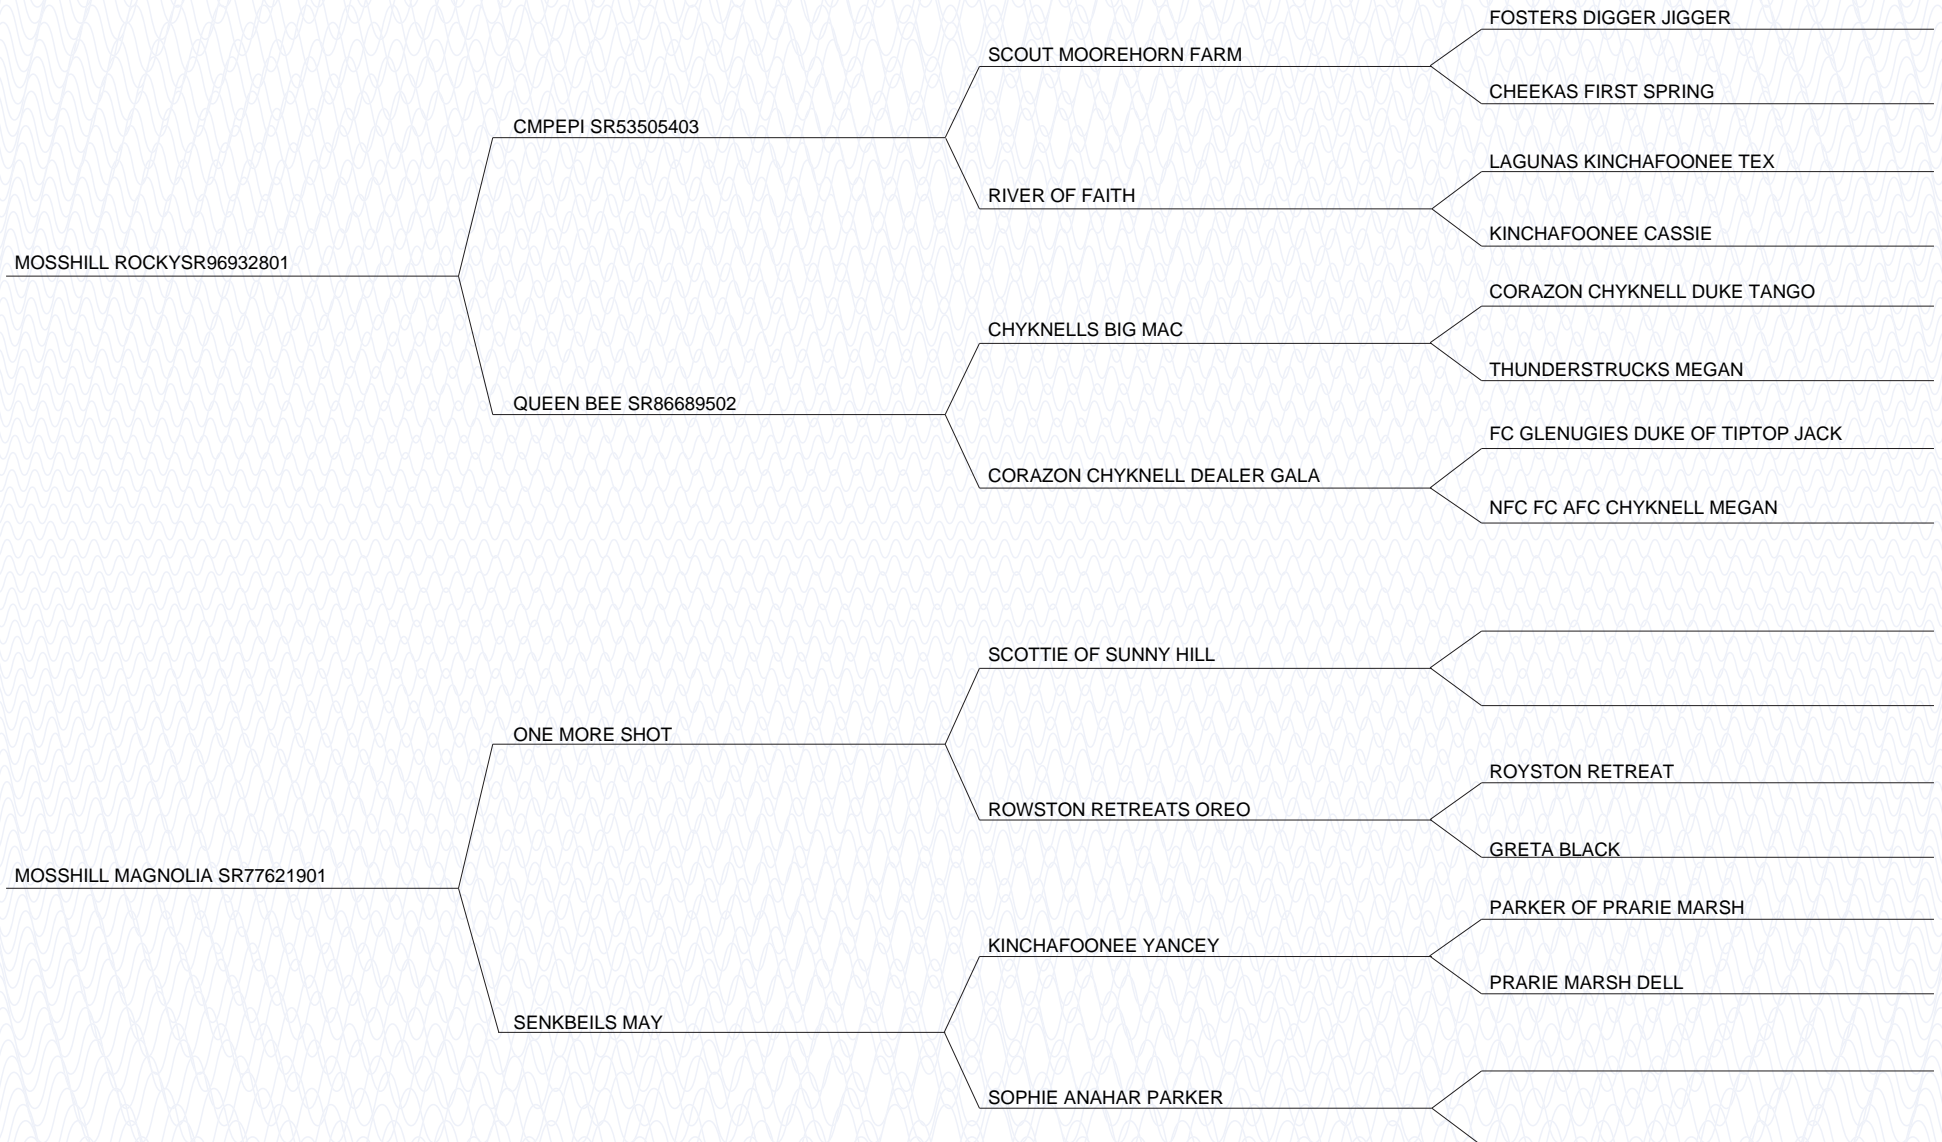 FOSTERS DIGGER JIGGER
SCOUT MOOREHORN FARM
CHEEKAS FIRST SPRING
CMPEPI SR53505403
LAGUNAS KINCHAFOONEE TEX
RIVER OF FAITH
KINCHAFOONEE CASSIE
MOSSHILL ROCKYSR96932801
CORAZON CHYKNELL DUKE TANGO
CHYKNELLS BIG MAC
THUNDERSTRUCKS MEGAN
QUEEN BEE SR86689502
FC GLENUGIES DUKE OF TIPTOP JACK
CORAZON CHYKNELL DEALER GALA
NFC FC AFC CHYKNELL MEGAN
SCOTTIE OF SUNNY HILL
ONE MORE SHOT
ROYSTON RETREAT
ROWSTON RETREATS OREO
GRETA BLACK
MOSSHILL MAGNOLIA SR77621901
PARKER OF PRARIE MARSH
KINCHAFOONEE YANCEY
PRARIE MARSH DELL
SENKBEILS MAY
SOPHIE ANAHAR PARKER